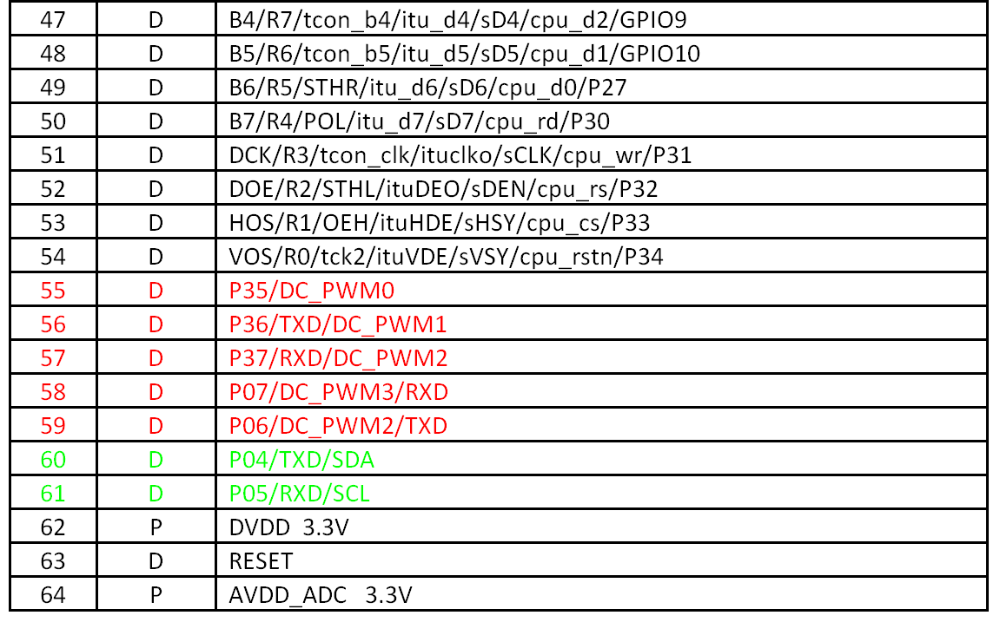 47 D B4/R7/tcon_b4/itu_d4/sD4/cpu_d2/GPIO9
48 D B5/R6/tcon_b5/itu_d5/sD5/cpu_d1/GPIO10
49 D B6/R5/STHR/itu_d6/sD6/cpu_d0/P27
50 D B7/R4/POL/itu_d7/sD7/cpu_rd/P30
51 D DCK/R3/tcon_clk/ituclko/sCLK/cpu_wr/P31
52 D DOE/R2/STHL/ituDEO/sDEN/cpu_rs/P32
53 D HOS/R1/OEH/ituHDE/sHSY/cpu_cs/P33
54 D VOS/R0/tck2/ituVDE/sVSY/cpu_rstn/P34
55 D P35/DC_PWM0
56 D P36/TXD/DC_PWM1
57 D P37/RXD/DC_PWM2
58 D P07/DC_PWM3/RXD
59 D P06/DC_PWM2/TXD
60 D P04/TXD/SDA
61 D P05/RXD/SCL
62 P DVDD 3.3V
63 D RESET
64 P AVDD_ADC 3.3V